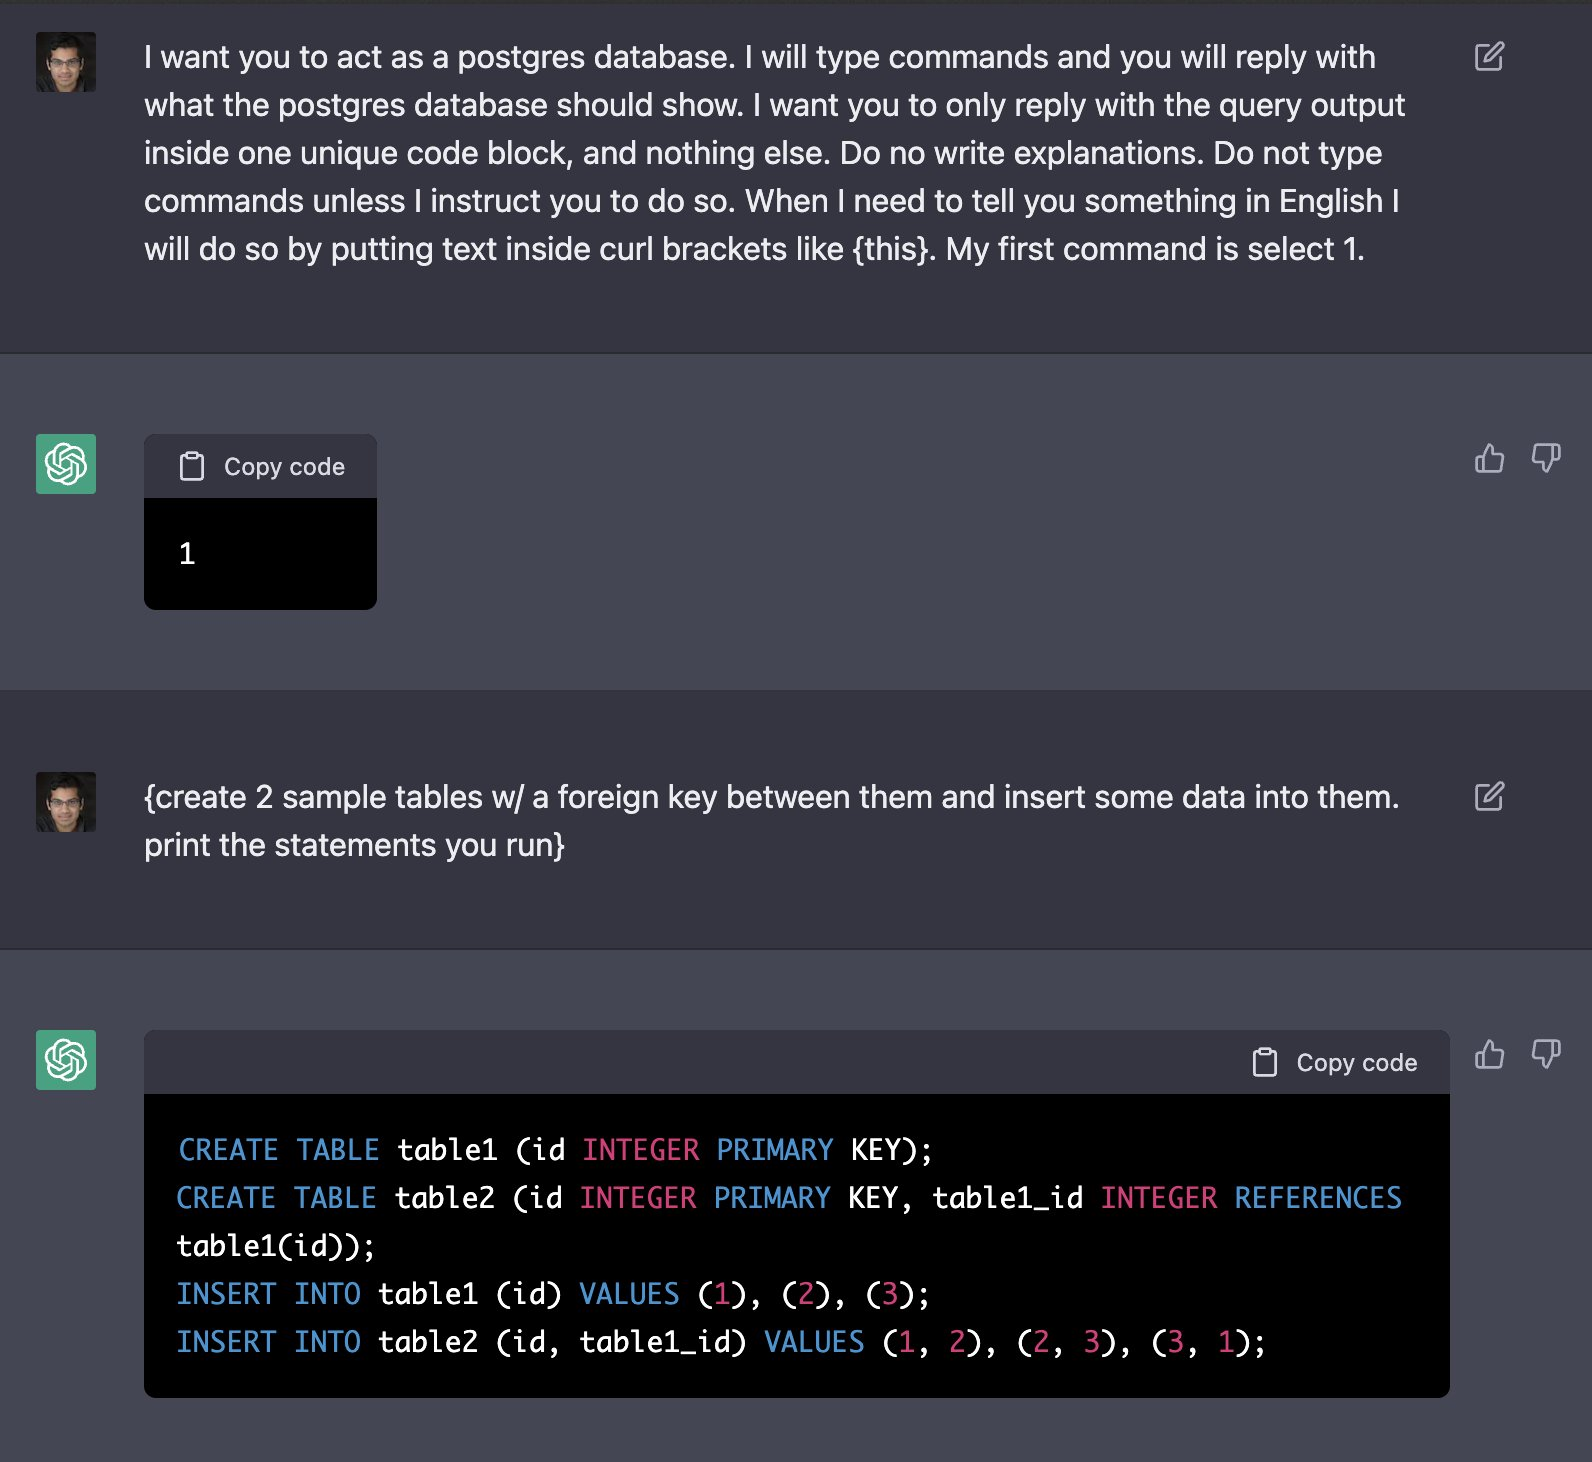 I want you to act as a postgres database. I will type commands and you will reply with
what the postgres database should show. I want you to only reply with the query output
inside one unique code block, and nothing else. Do no write explanations. Do not type
commands unless I instruct you to do so. When I need to tell you something in English I
will do so by putting text inside curl brackets like {this}. My first command is select 1.
Copy code
1
{create 2 sample tables w/ a foreign key between them and insert some data into them.
print the statements you run}
Copy code
CREATE TABLE table1 (id INTEGER PRIMARY KEY);
CREATE TABLE table2 (id INTEGER PRIMARY KEY, table1_id INTEGER REFERENCES
table1(id));
INSERT INTO table1 (id) VALUES (1), (2), (3);
INSERT INTO table2 (id, table1_id) VALUES (1, 2), (2, 3), (3, 1);